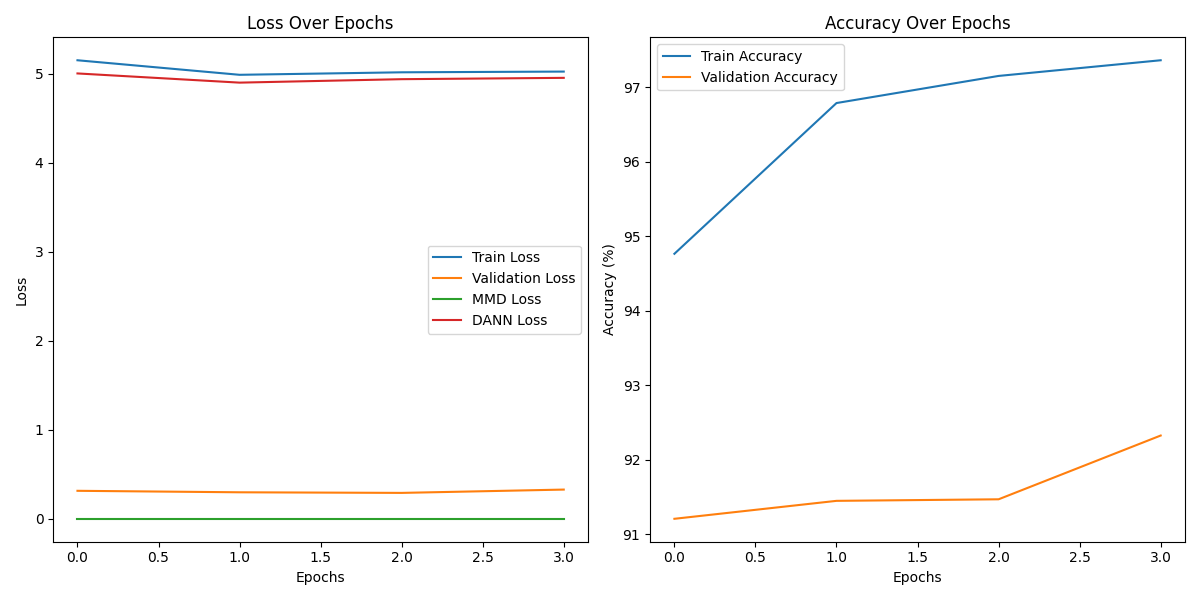 Loss Over Epochs
5
4
3
2
1
0
Loss
Train Loss
Validation Loss
MMD Loss
DANN Loss
0.0 0.5 1.0 1.5 2.0 2.5 3.0
Epochs
Accuracy Over Epochs
Train Accuracy
Validation Accuracy
97
96
95
94
93
92
91
Accuracy (%)
0.0 0.5 1.0 1.5 2.0 2.5 3.0
Epochs